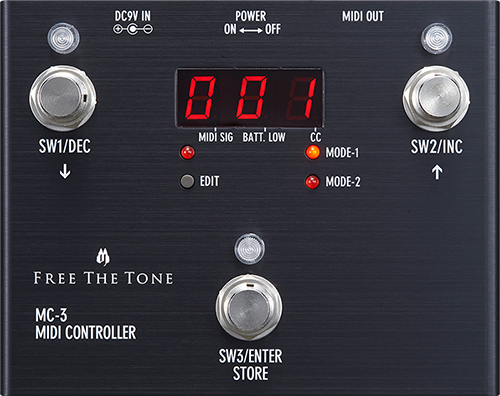 DC9V IN
POWER
ON ⟷ OFF
MIDI OUT
001
MIDI SIG
BATT. LOW
CC
SW1/DEC
↓
SW2/INC
↑
MODE-1
EDIT
MODE-2
FREE THE TONE
MC-3
MIDI CONTROLLER
SW3/ENTER
STORE